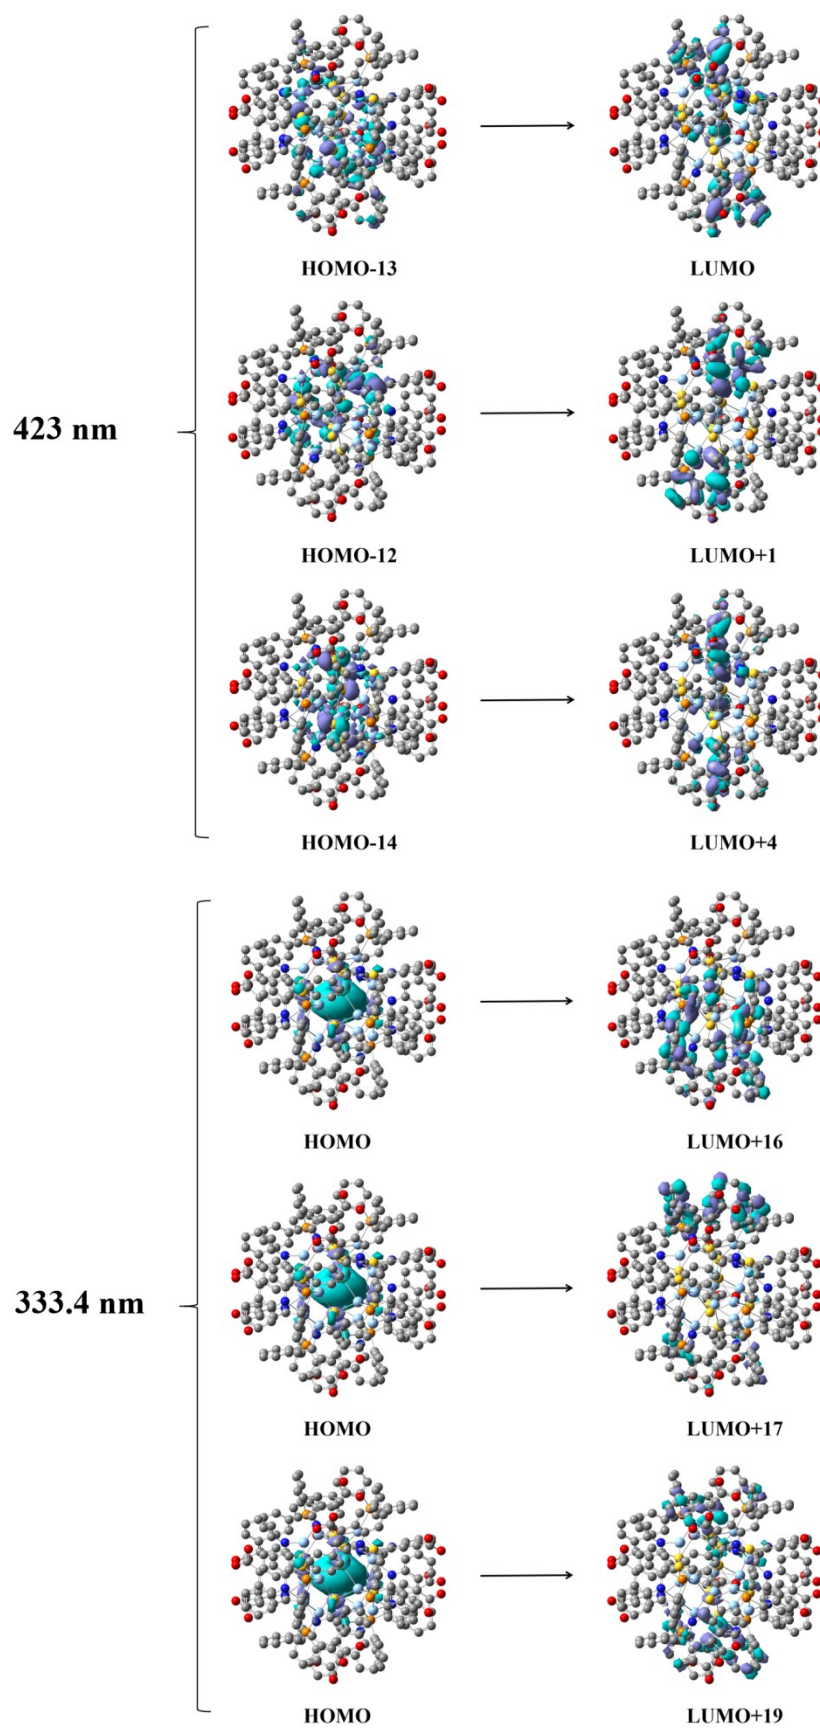 HOMO-13 LUMO
423 nm
HOMO-12 LUMO+1
HOMO-14 LUMO+4
HOMO LUMO+16
333.4 nm
HOMO LUMO+17
HOMO LUMO+19